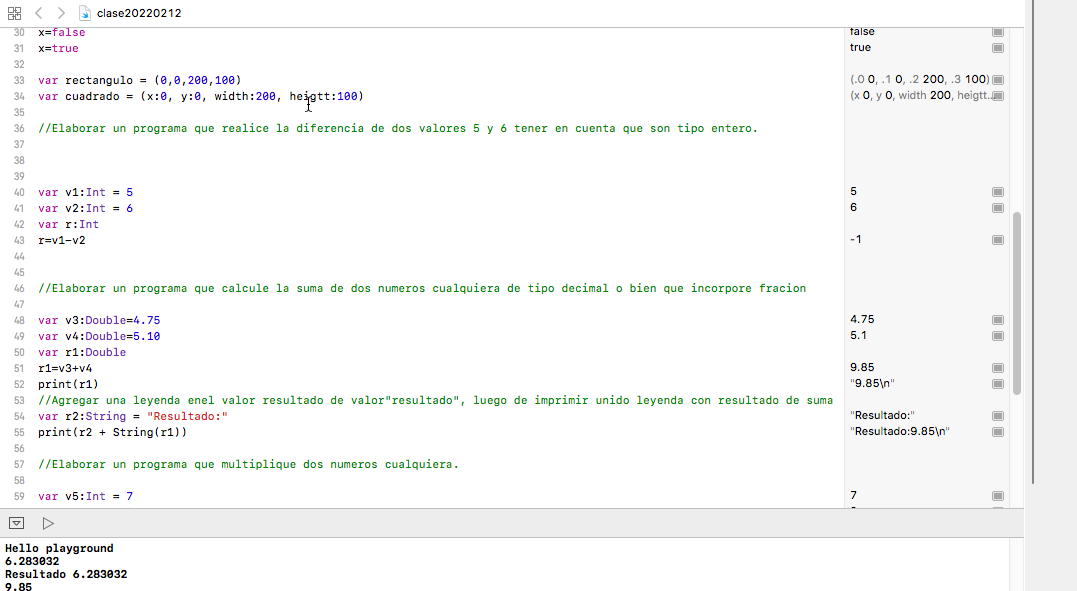 clase20220212
30 x=false false
31 x=true true
32
33 var rectangulo = (0,0,200,100) (.0 0, .1 0, .2 200, .3 100)
34 var cuadrado = (x:0, y:0, width:200, heigtt:100) (x 0, y 0, width 200, heigtt...
35
36 //Elaborar un programa que realice la diferencia de dos valores 5 y 6 tener en cuenta que son tipo entero.
37
38
39
40 var v1:Int = 5 5
41 var v2:Int = 6 6
42 var r:Int
43 r=v1-v2 -1
44
45
46 //Elaborar un programa que calcule la suma de dos numeros cualquiera de tipo decimal o bien que incorpore fracion
47
48 var v3:Double=4.75 4.75
49 var v4:Double=5.10 5.1
50 var r1:Double
51 r1=v3+v4 9.85
52 print(r1) "9.85\n"
53 //Agregar una leyenda enel valor resultado de valor"resultado", luego de imprimir unido leyenda con resultado de suma
54 var r2:String = "Resultado:" "Resultado:"
55 print(r2 + String(r1)) "Resultado:9.85\n"
56
57 //Elaborar un programa que multiplique dos numeros cualquiera.
58
59 var v5:Int = 7 7
Hello playground
6.283032
Resultado 6.283032
9.85